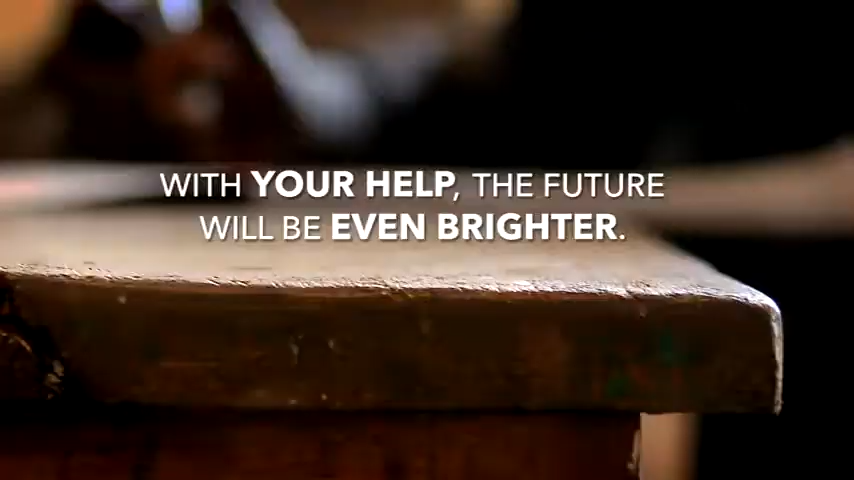 WITH YOUR HELP, THE FUTURE
WILL BE EVEN BRIGHTER.